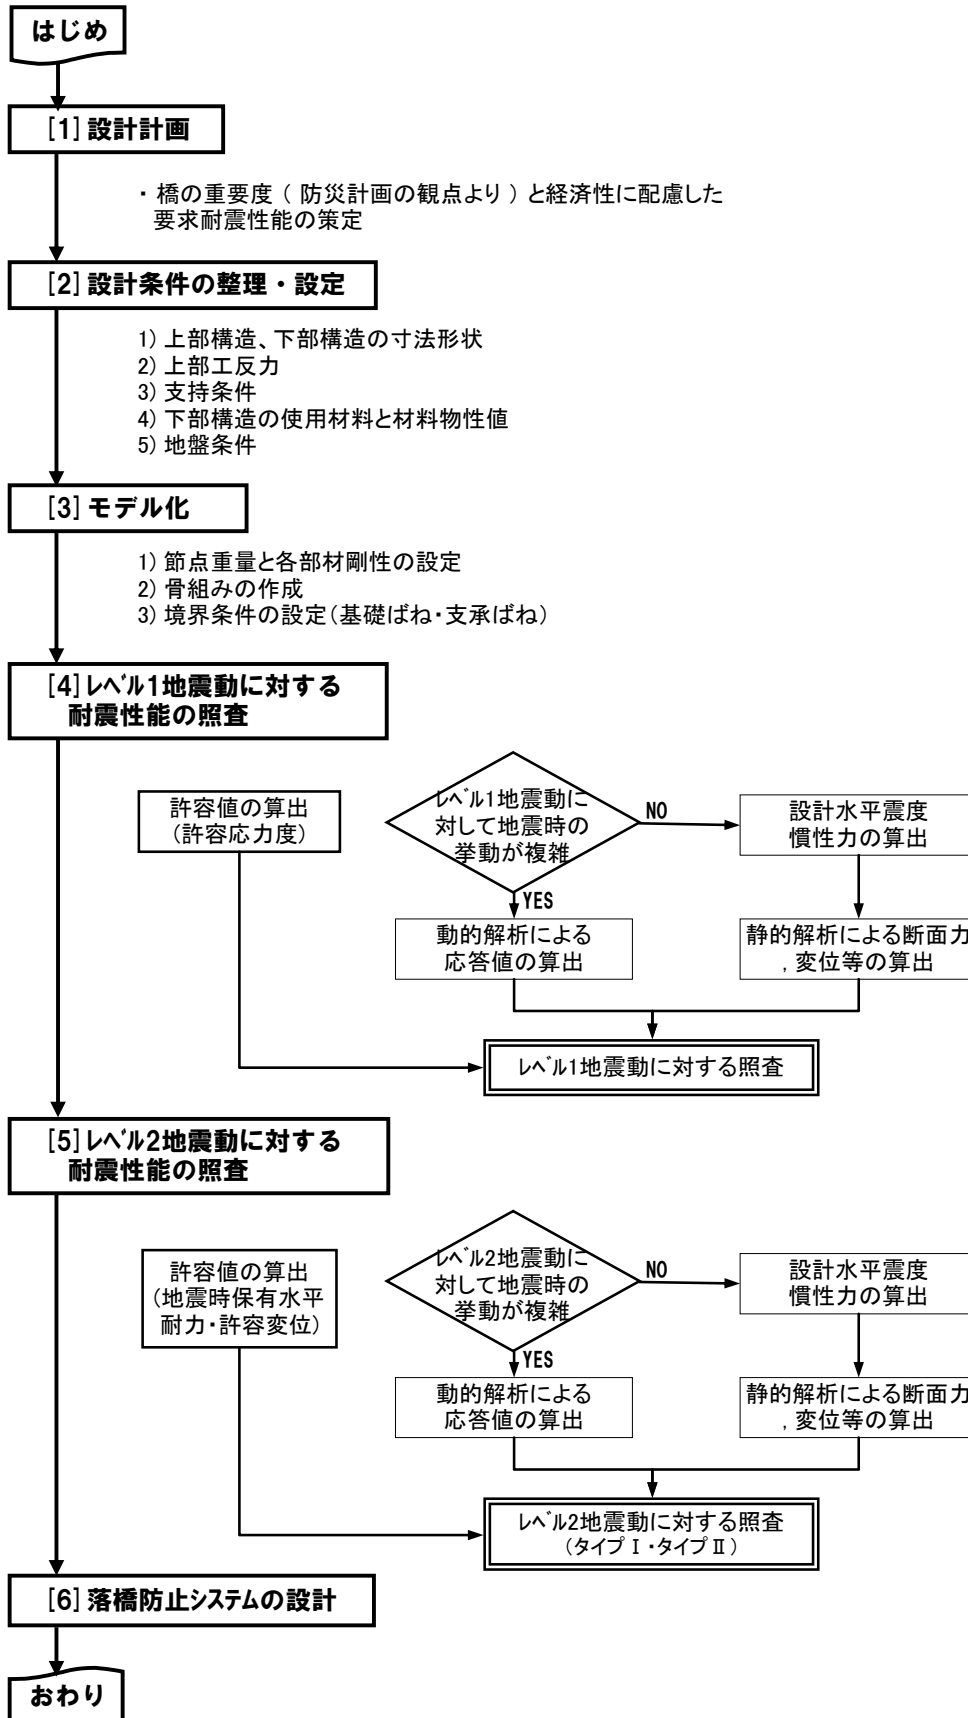 はじめ
[1] 設計計画
・ 橋の重要度 ( 防災計画の観点より ) と経済性に配慮した
要求耐震性能の策定
[2] 設計条件の整理・設定
1) 上部構造、下部構造の寸法形状
2) 上部工反力
3) 支持条件
4) 下部構造の使用材料と材料物性値
5) 地盤条件
[3] モデル化
1) 節点重量と各部材剛性の設定
2) 骨組みの作成
3) 境界条件の設定(基礎ばね・支承ばね)
[4] レベル1地震動に対する
耐震性能の照査
許容値の算出
(許容応力度)
レベル1地震動に
対して地震時の
挙動が複雑
NO
設計水平震度
慣性力の算出
YES
動的解析による
応答値の算出
静的解析による断面力
, 変位等の算出
レベル1地震動に対する照査
[5] レベル2地震動に対する
耐震性能の照査
許容値の算出
(地震時保有水平
耐力・許容変位)
レベル2地震動に
対して地震時の
挙動が複雑
NO
設計水平震度
慣性力の算出
YES
動的解析による
応答値の算出
静的解析による断面力
, 変位等の算出
レベル2地震動に対する照査
(タイプⅠ・タイプⅡ)
[6] 落橋防止システムの設計
おわり